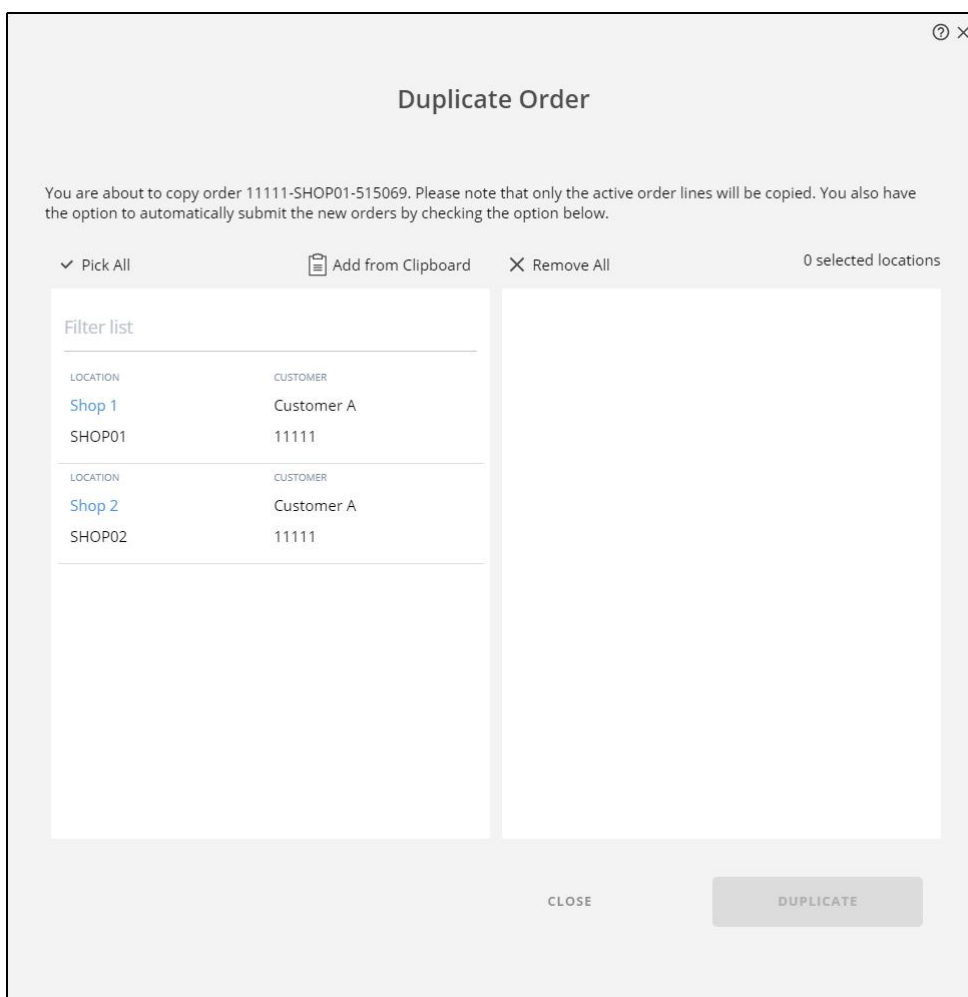 Duplicate Order
You are about to copy order 11111-SHOP01-515069. Please note that only the active order lines will be copied. You also have
the option to automatically submit the new orders by checking the option below.
Pick All Add from Clipboard Remove All 0 selected locations
Filter list
LOCATION CUSTOMER
Shop 1 Customer A
SHOP01 11111
LOCATION CUSTOMER
Shop 2 Customer A
SHOP02 11111
CLOSE DUPLICATE